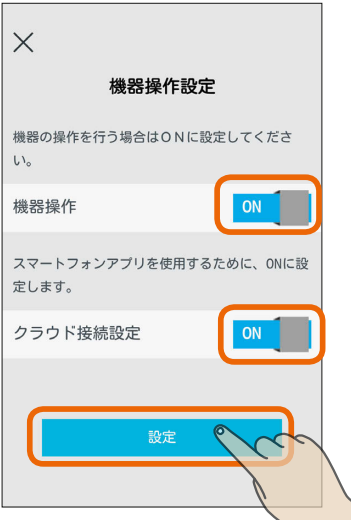 機器操作設定
機器の操作を行う場合はＯＮに設定してくださ
い。
機器操作
ON
スマートフォンアプリを使用するために、ONに設
定します。
クラウド接続設定
ON
設定